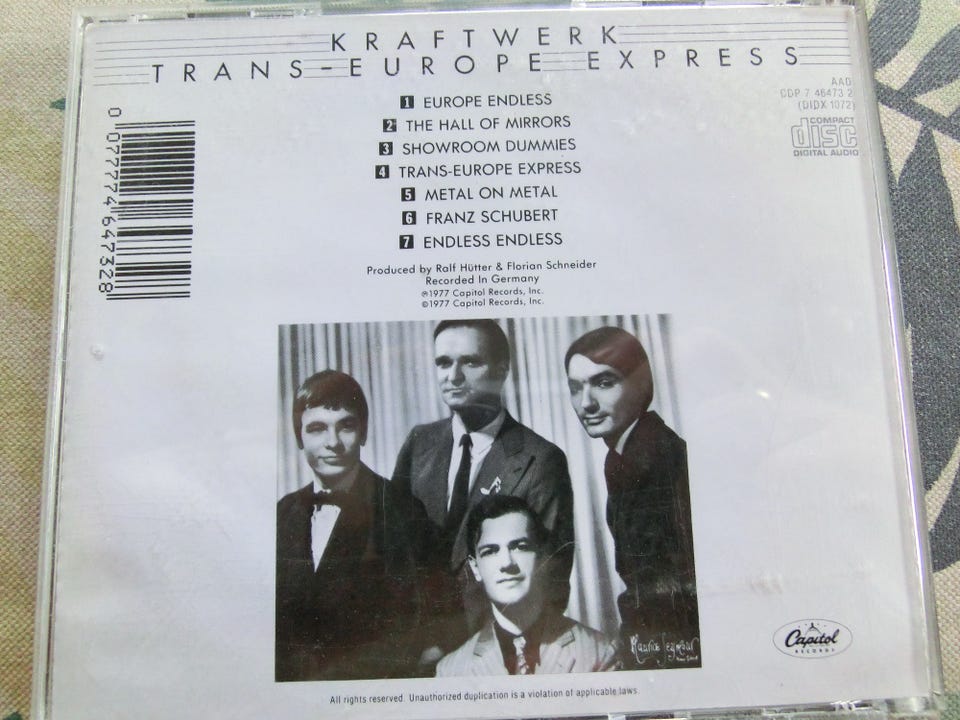 KRAFTWERK
TRANS-EUROPE EXPRESS
AAD
CDP 7 46473 2
(DIDX 1072)
COMPACT
disc
DIGITAL AUDIO
0 07777 46473 28
1 EUROPE ENDLESS
2 THE HALL OF MIRRORS
3 SHOWROOM DUMMIES
4 TRANS-EUROPE EXPRESS
5 METAL ON METAL
6 FRANZ SCHUBERT
7 ENDLESS ENDLESS
Produced by Ralf Hütter & Florian Schneider
Recorded In Germany
℗1977 Capitol Records, Inc.
©1977 Capitol Records, Inc.
Maurice Seymour
Capitol
RECORDS
All rights reserved. Unauthorized duplication is a violation of applicable laws.